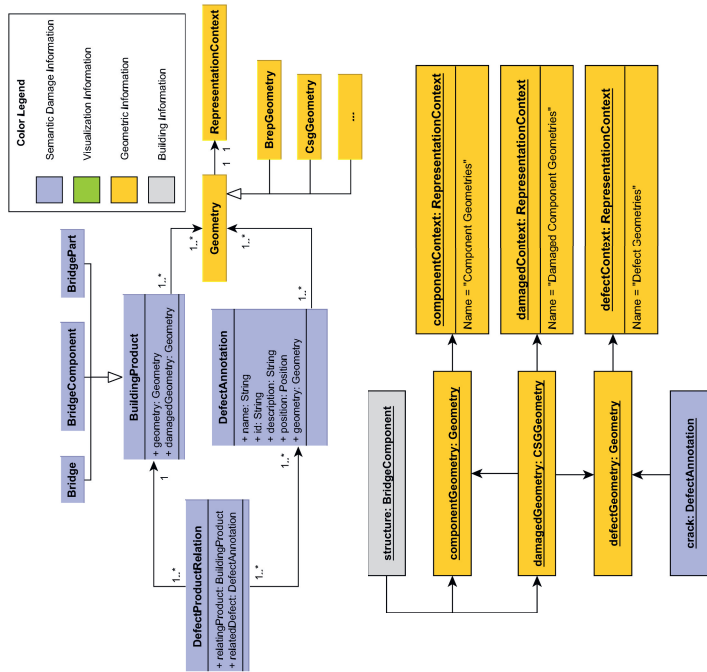 Color Legend
Semantic Damage Information
Visualization Information
Geometric Information
Building Information
Bridge
BridgeComponent
BridgePart
BuildingProduct
+ geometry: Geometry
+ damagedGeometry: Geometry
DefectProductRelation
+ relatingProduct: BuildingProduct
+ relatedDefect: DefectAnnotation
DefectAnnotation
+ name: String
+ id: String
+ description: String
+ position: Position
+ geometry: Geometry
1..*
1
1..*
1..*
1..*
1..*
1..*
1..*
Geometry
1
1
RepresentationContext
BrepGeometry
CsgGeometry
...
structure: BridgeComponent
componentGeometry: Geometry
componentContext: RepresentationContext
Name = "Component Geometries"
damagedGeometry: CSGGeometry
damagedContext: RepresentationContext
Name = "Damaged Component Geometries"
defectGeometry: Geometry
defectContext: RepresentationContext
Name = "Defect Geometries"
crack: DefectAnnotation